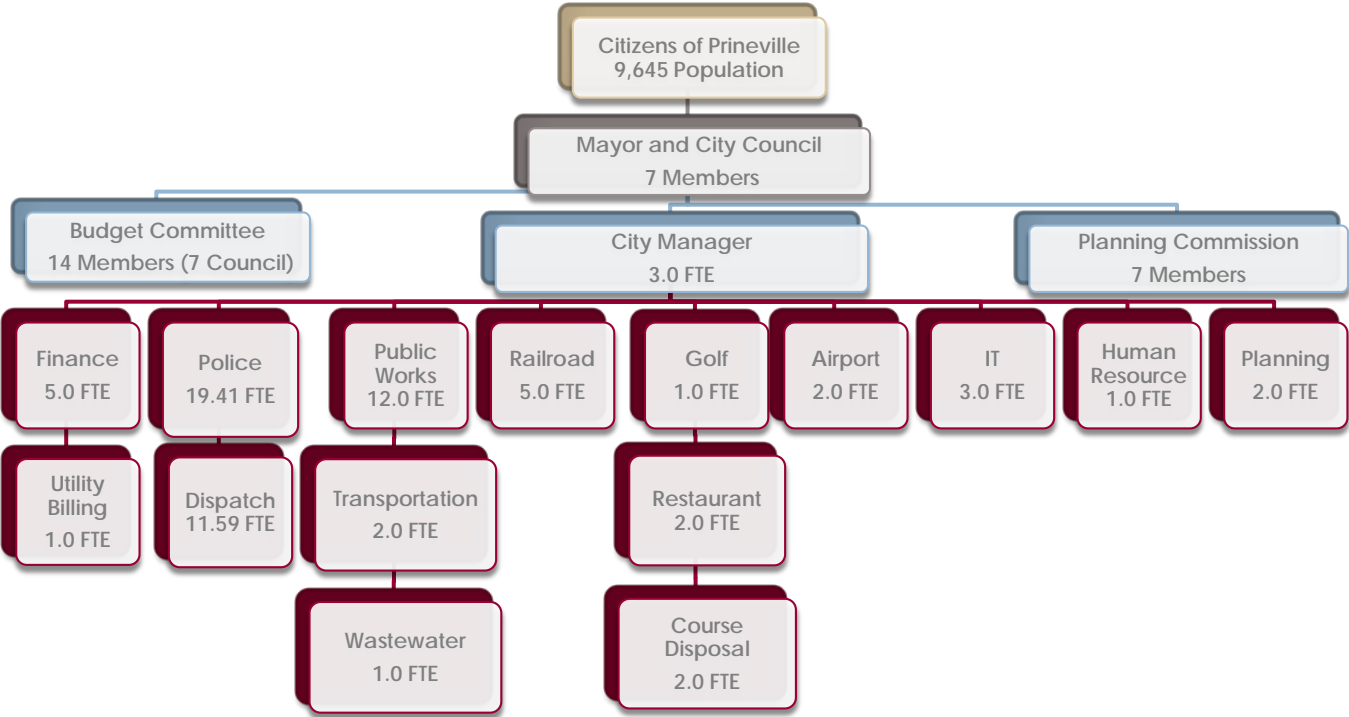 Citizens of Prineville
9,645 Population
Mayor and City Council
7 Members
Budget Committee
14 Members (7 Council)
City Manager
3.0 FTE
Planning Commission
7 Members
Finance
5.0 FTE
Police
19.41 FTE
Public
Works
12.0 FTE
Railroad
5.0 FTE
Golf
1.0 FTE
Airport
2.0 FTE
IT
3.0 FTE
Human
Resource
1.0 FTE
Planning
2.0 FTE
Utility
Billing
1.0 FTE
Dispatch
11.59 FTE
Transportation
2.0 FTE
Restaurant
2.0 FTE
Wastewater
1.0 FTE
Course
Disposal
2.0 FTE